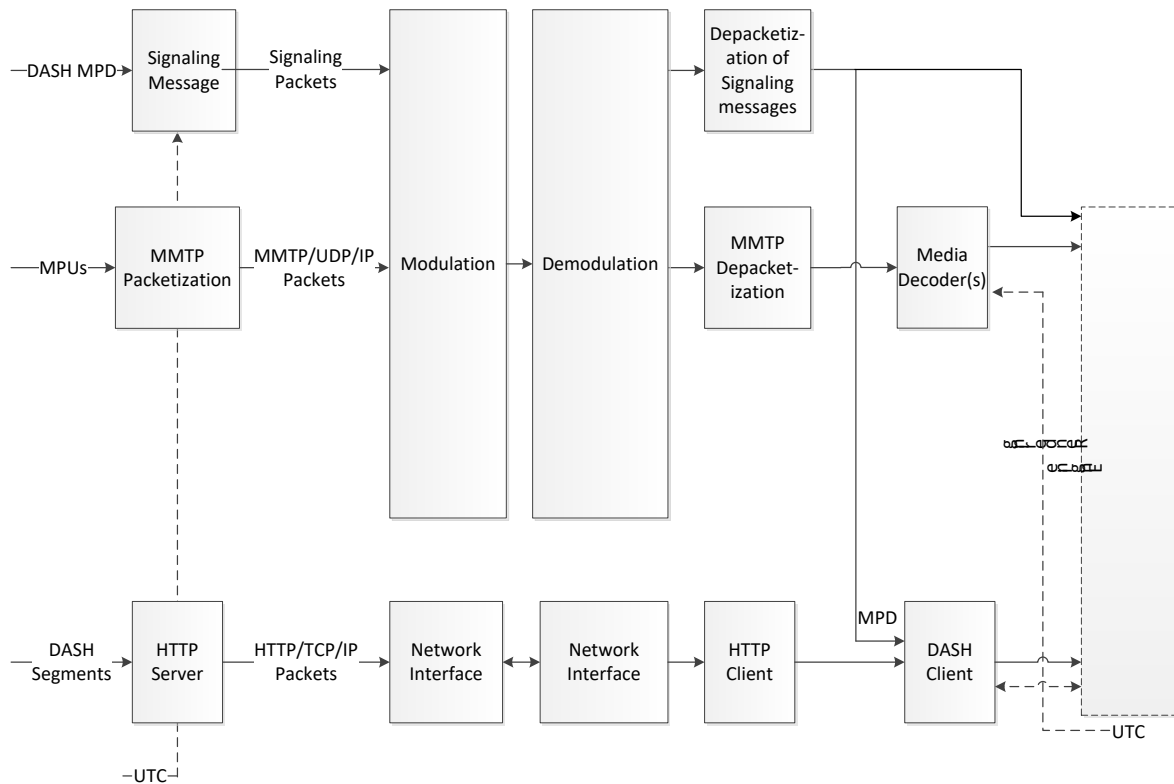 DASH MPD
Signaling
Message
Signaling
Packets
Depacketiz-
ation of
Signaling
messages
MPUs
MMTP
Packetization
MMTP/UDP/IP
Packets
Modulation
Demodulation
MMTP
Depacket-
ization
Media
Decoder(s)
MPD
DASH
Segments
HTTP
Server
HTTP/TCP/IP
Packets
Network
Interface
Network
Interface
HTTP
Client
DASH
Client
UTC
UTC